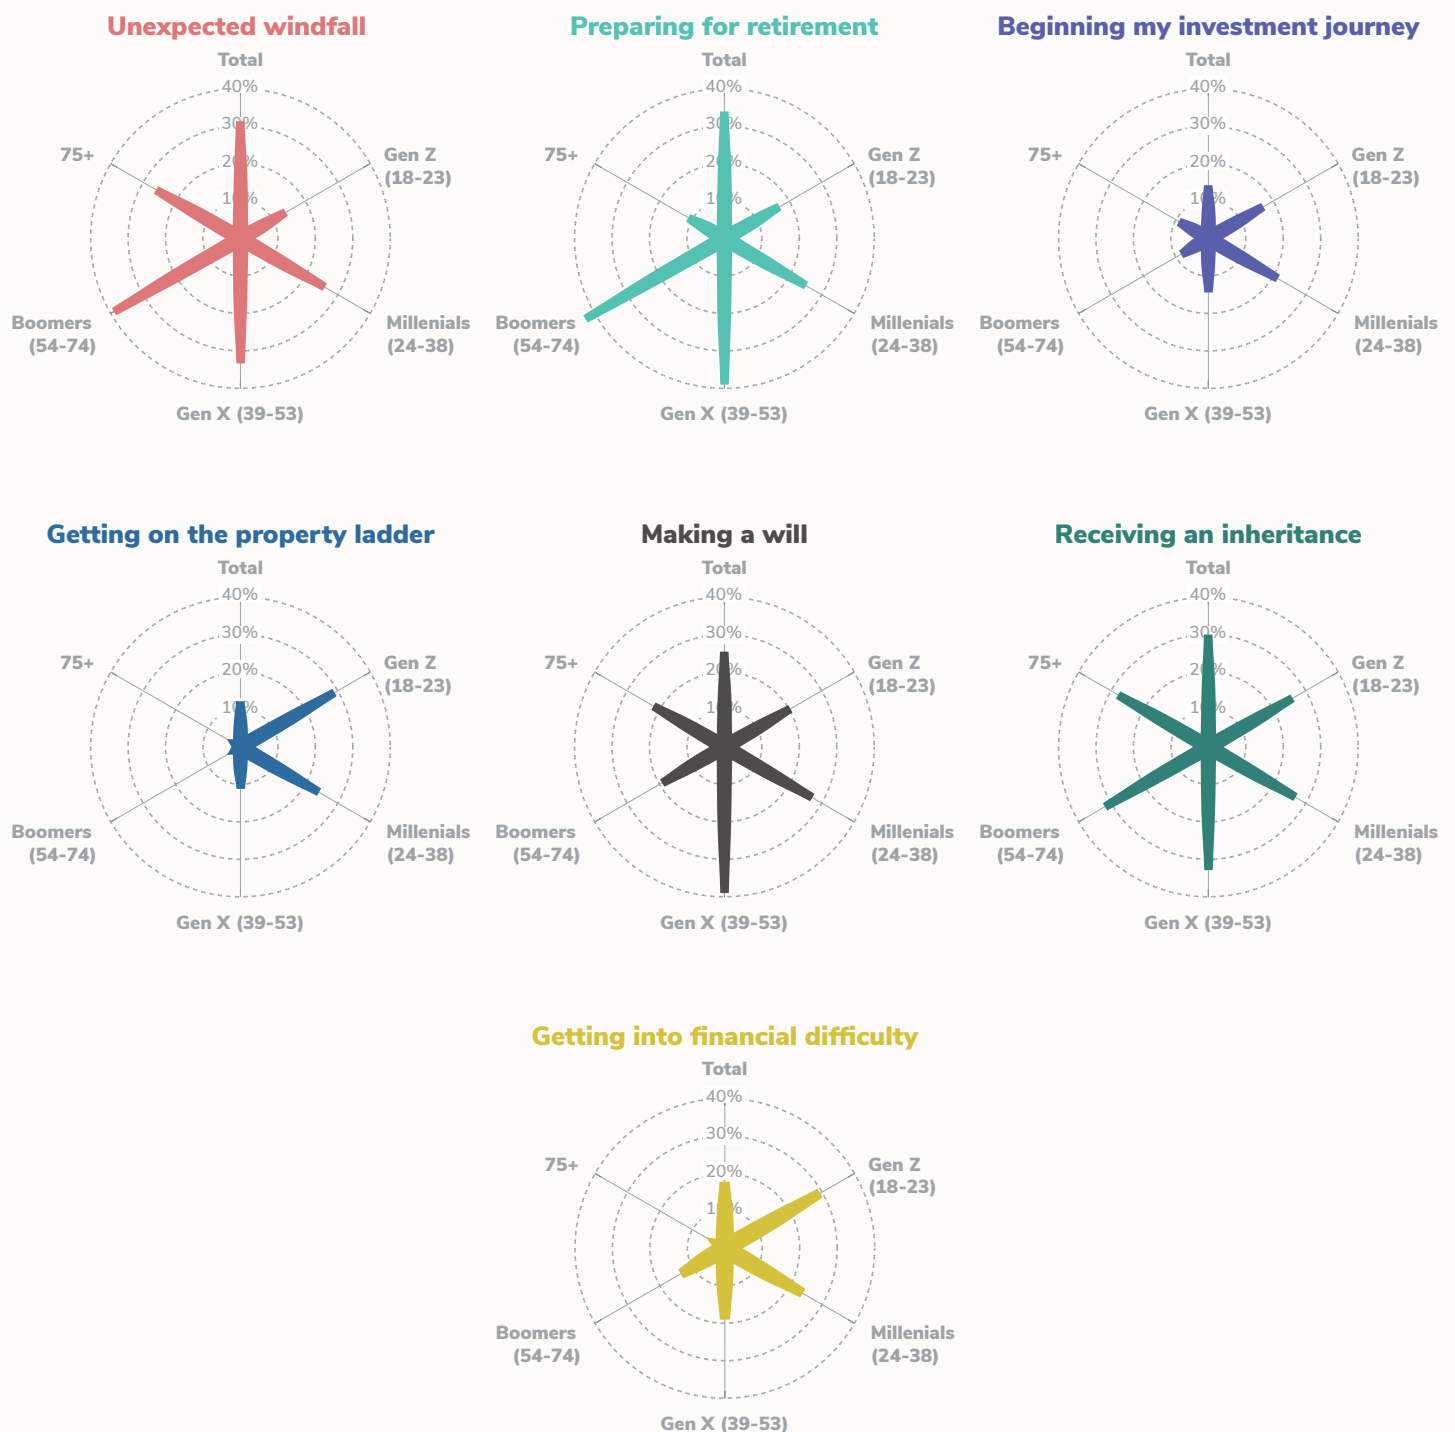 Unexpected windfall
Total
40%
30%
20%
10%
75+
Gen Z
(18-23)
Boomers
(54-74)
Millenials
(24-38)
Gen X (39-53)
Preparing for retirement
Total
40%
30%
20%
10%
75+
Gen Z
(18-23)
Boomers
(54-74)
Millenials
(24-38)
Gen X (39-53)
Beginning my investment journey
Total
40%
30%
20%
10%
75+
Gen Z
(18-23)
Boomers
(54-74)
Millenials
(24-38)
Gen X (39-53)
Getting on the property ladder
Total
40%
30%
20%
10%
75+
Gen Z
(18-23)
Boomers
(54-74)
Millenials
(24-38)
Gen X (39-53)
Making a will
Total
40%
30%
20%
10%
75+
Gen Z
(18-23)
Boomers
(54-74)
Millenials
(24-38)
Gen X (39-53)
Receiving an inheritance
Total
40%
30%
20%
10%
75+
Gen Z
(18-23)
Boomers
(54-74)
Millenials
(24-38)
Gen X (39-53)
Getting into financial difficulty
Total
40%
30%
20%
10%
75+
Gen Z
(18-23)
Boomers
(54-74)
Millenials
(24-38)
Gen X (39-53)